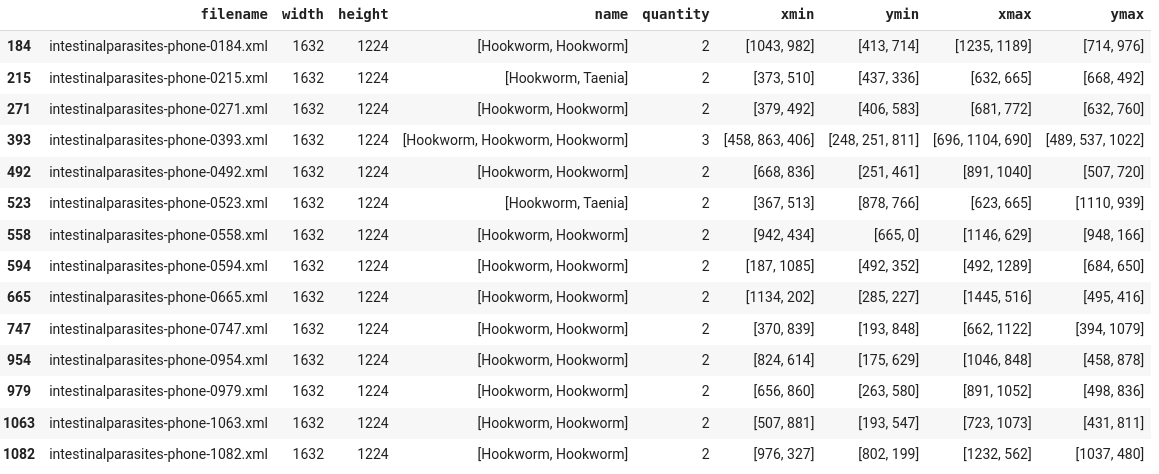 filename width height name quantity xmin ymin xmax ymax
184 intestinalparasites-phone-0184.xml 1632 1224 [Hookworm, Hookworm] 2 [1043, 982] [413, 714] [1235, 1189] [714, 976]
215 intestinalparasites-phone-0215.xml 1632 1224 [Hookworm, Taenia] 2 [373, 510] [437, 336] [632, 665] [668, 492]
271 intestinalparasites-phone-0271.xml 1632 1224 [Hookworm, Hookworm] 2 [379, 492] [406, 583] [681, 772] [632, 760]
393 intestinalparasites-phone-0393.xml 1632 1224 [Hookworm, Hookworm, Hookworm] 3 [458, 863, 406] [248, 251, 811] [696, 1104, 690] [489, 537, 1022]
492 intestinalparasites-phone-0492.xml 1632 1224 [Hookworm, Hookworm] 2 [668, 836] [251, 461] [891, 1040] [507, 720]
523 intestinalparasites-phone-0523.xml 1632 1224 [Hookworm, Taenia] 2 [367, 513] [878, 766] [623, 665] [1110, 939]
558 intestinalparasites-phone-0558.xml 1632 1224 [Hookworm, Hookworm] 2 [942, 434] [665, 0] [1146, 629] [948, 166]
594 intestinalparasites-phone-0594.xml 1632 1224 [Hookworm, Hookworm] 2 [187, 1085] [492, 352] [492, 1289] [684, 650]
665 intestinalparasites-phone-0665.xml 1632 1224 [Hookworm, Hookworm] 2 [1134, 202] [285, 227] [1445, 516] [495, 416]
747 intestinalparasites-phone-0747.xml 1632 1224 [Hookworm, Hookworm] 2 [370, 839] [193, 848] [662, 1122] [394, 1079]
954 intestinalparasites-phone-0954.xml 1632 1224 [Hookworm, Hookworm] 2 [824, 614] [175, 629] [1046, 848] [458, 878]
979 intestinalparasites-phone-0979.xml 1632 1224 [Hookworm, Hookworm] 2 [656, 860] [263, 580] [891, 1052] [498, 836]
1063 intestinalparasites-phone-1063.xml 1632 1224 [Hookworm, Hookworm] 2 [507, 881] [193, 547] [723, 1073] [431, 811]
1082 intestinalparasites-phone-1082.xml 1632 1224 [Hookworm, Hookworm] 2 [976, 327] [802, 199] [1232, 562] [1037, 480]